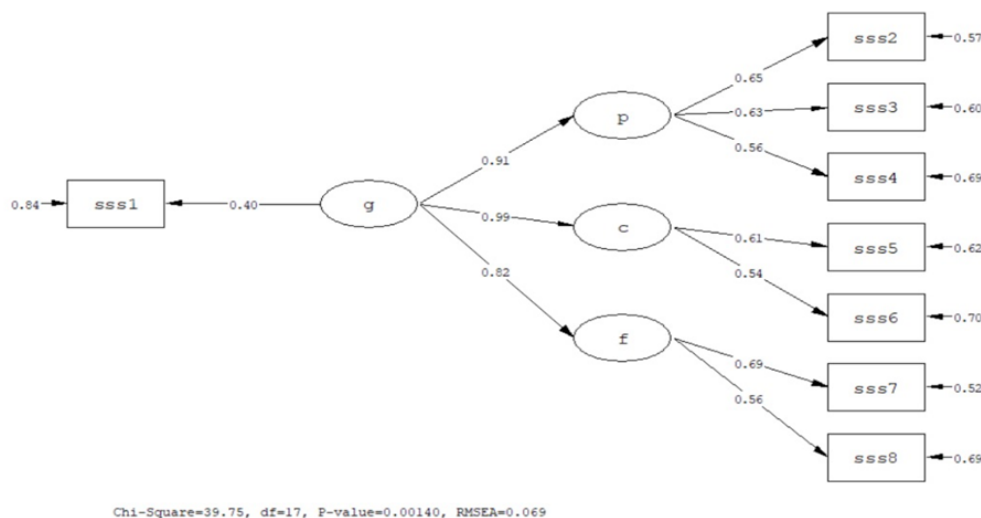 sss2
0.57
0.65
sss3
0.60
p
0.63
0.56
0.91
sss4
0.69
0.84
sss1
0.40
g
0.99
c
0.61
sss5
0.62
0.54
0.82
sss6
0.70
f
0.69
sss7
0.52
0.56
sss8
0.69
Chi-Square=39.75, df=17, P-value=0.00140, RMSEA=0.069